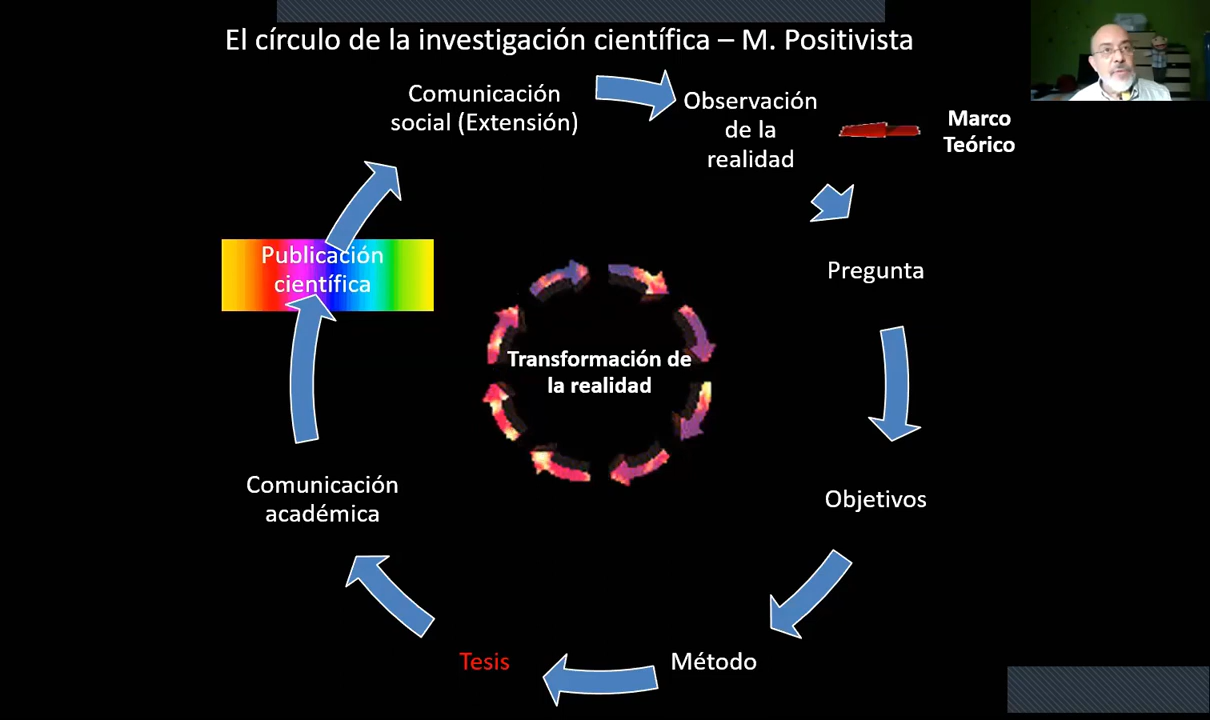 El círculo de la investigación científica – M. Positivista
Comunicación
social (Extensión)
Observación
de la
realidad
Marco
Teórico
Publicación
científica
Pregunta
Transformación de
la realidad
Comunicación
académica
Objetivos
Tesis
Método